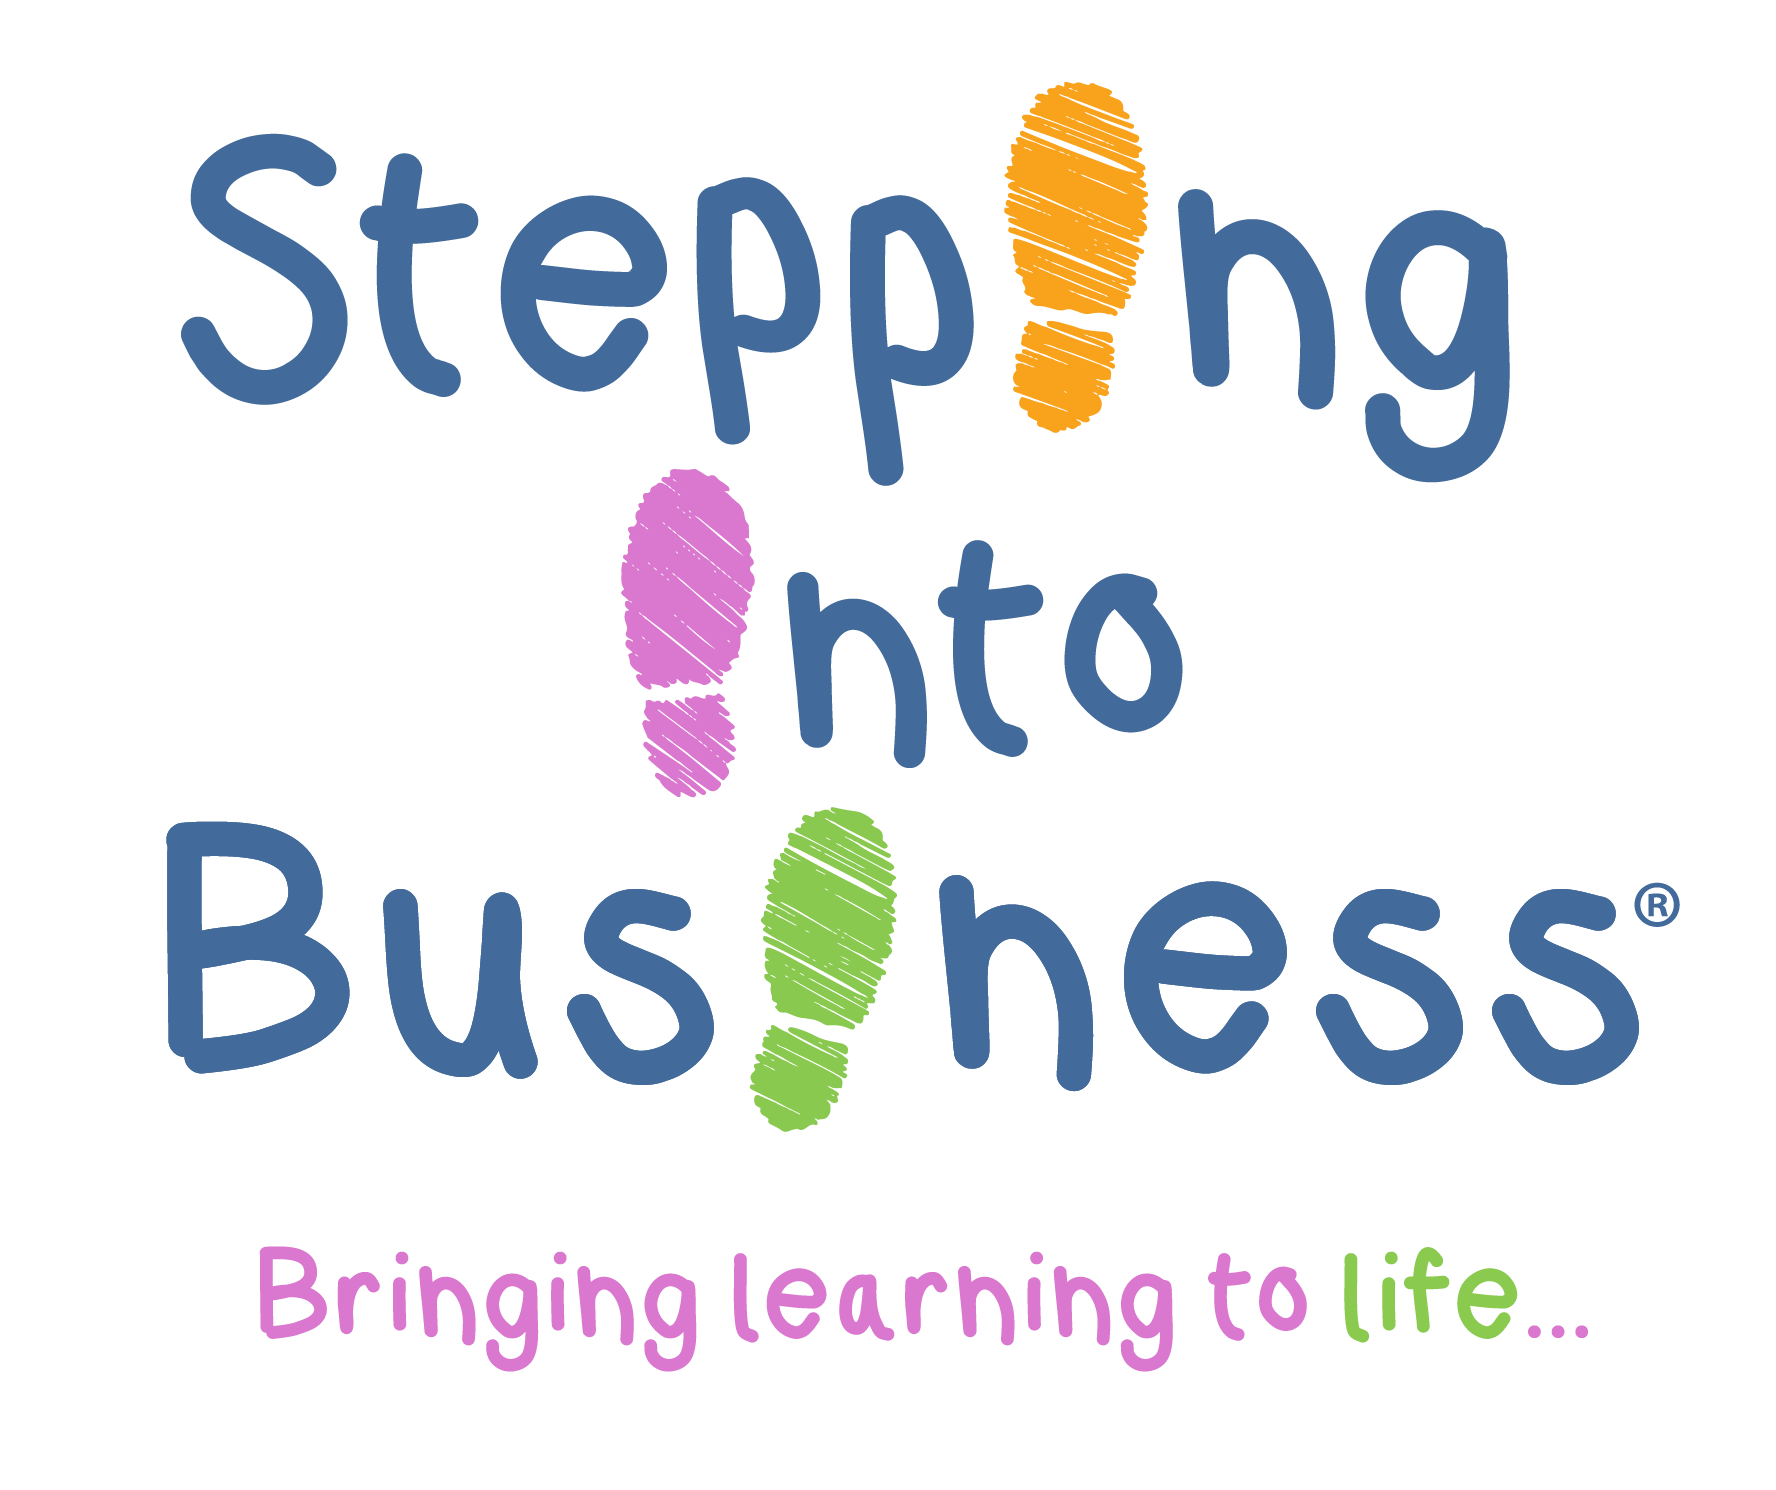 Stepping
Into
Business®
Bringing learning to life...